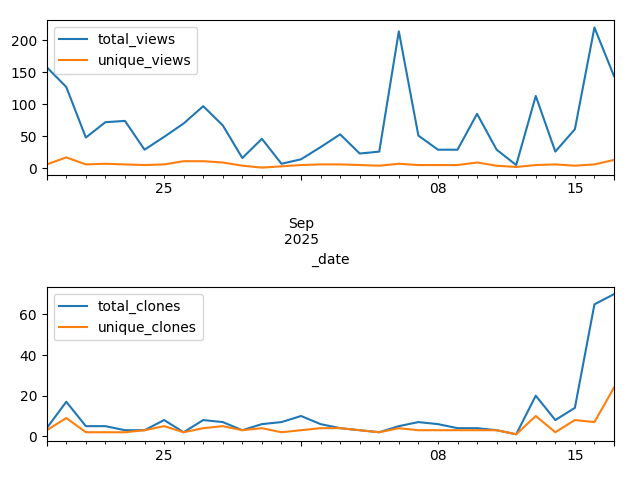 200
150
100
50
0
total_views
unique_views
25
08
15
Sep
2025
_date
60
40
20
0
total_clones
unique_clones
25
08
15